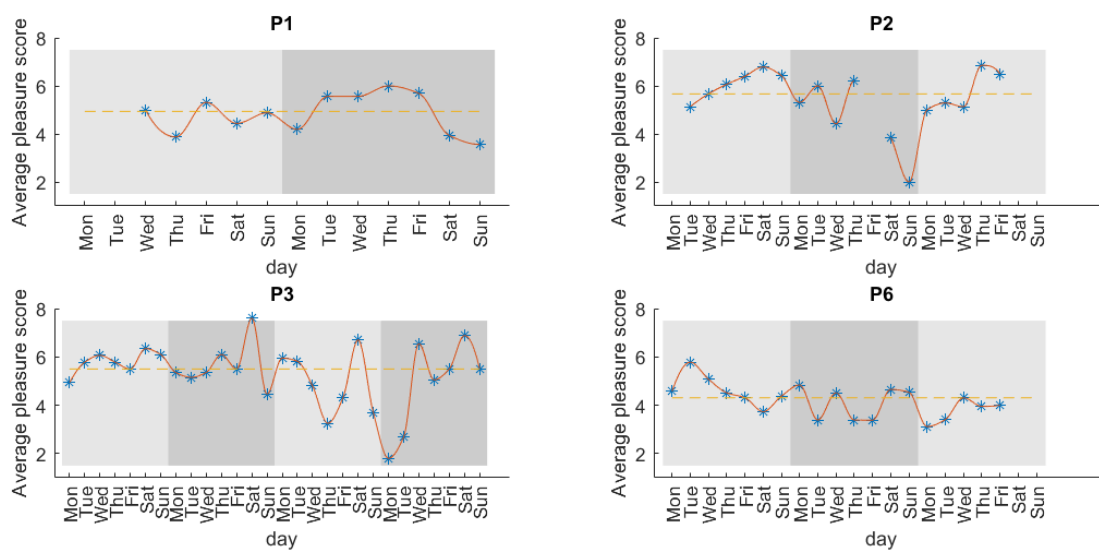 P1
Average pleasure score
8
6
4
2
Mon Tue Wed Thu Fri Sat Sun Mon Tue Wed Thu Fri Sat Sun
day
P2
Average pleasure score
8
6
4
2
Mon Tue Wed Thu Fri Sat Sun Mon Tue Wed Thu Fri Sat Sun Mon Tue Wed Thu Fri Sat Sun
day
P3
Average pleasure score
8
6
4
2
Mon Tue Wed Thu Fri Sat Sun Mon Tue Wed Thu Fri Sat Sun Mon Tue Wed Thu Fri Sat Sun Mon Tue Wed Thu Fri Sat Sun
day
P6
Average pleasure score
8
6
4
2
Mon Tue Wed Thu Fri Sat Sun Mon Tue Wed Thu Fri Sat Sun Mon Tue Wed Thu Fri Sat Sun
day